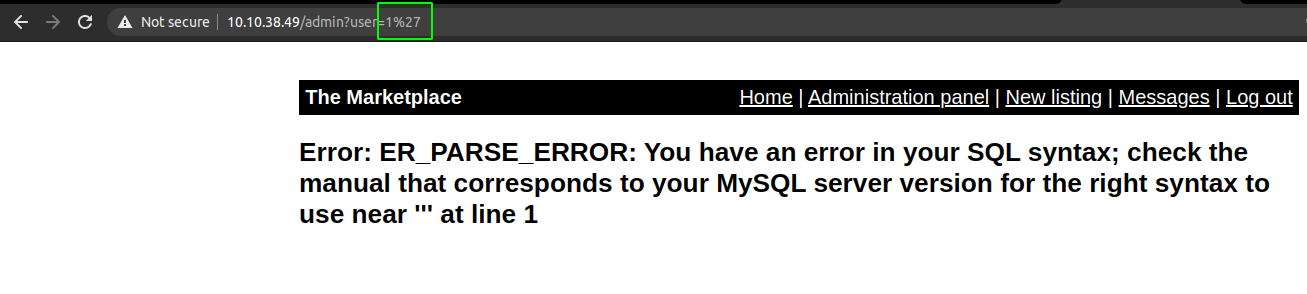 Not secure | 10.10.38.49/admin?user=1%27
The Marketplace Home | Administration panel | New listing | Messages | Log out
Error: ER_PARSE_ERROR: You have an error in your SQL syntax; check the
manual that corresponds to your MySQL server version for the right syntax to
use near ''' at line 1